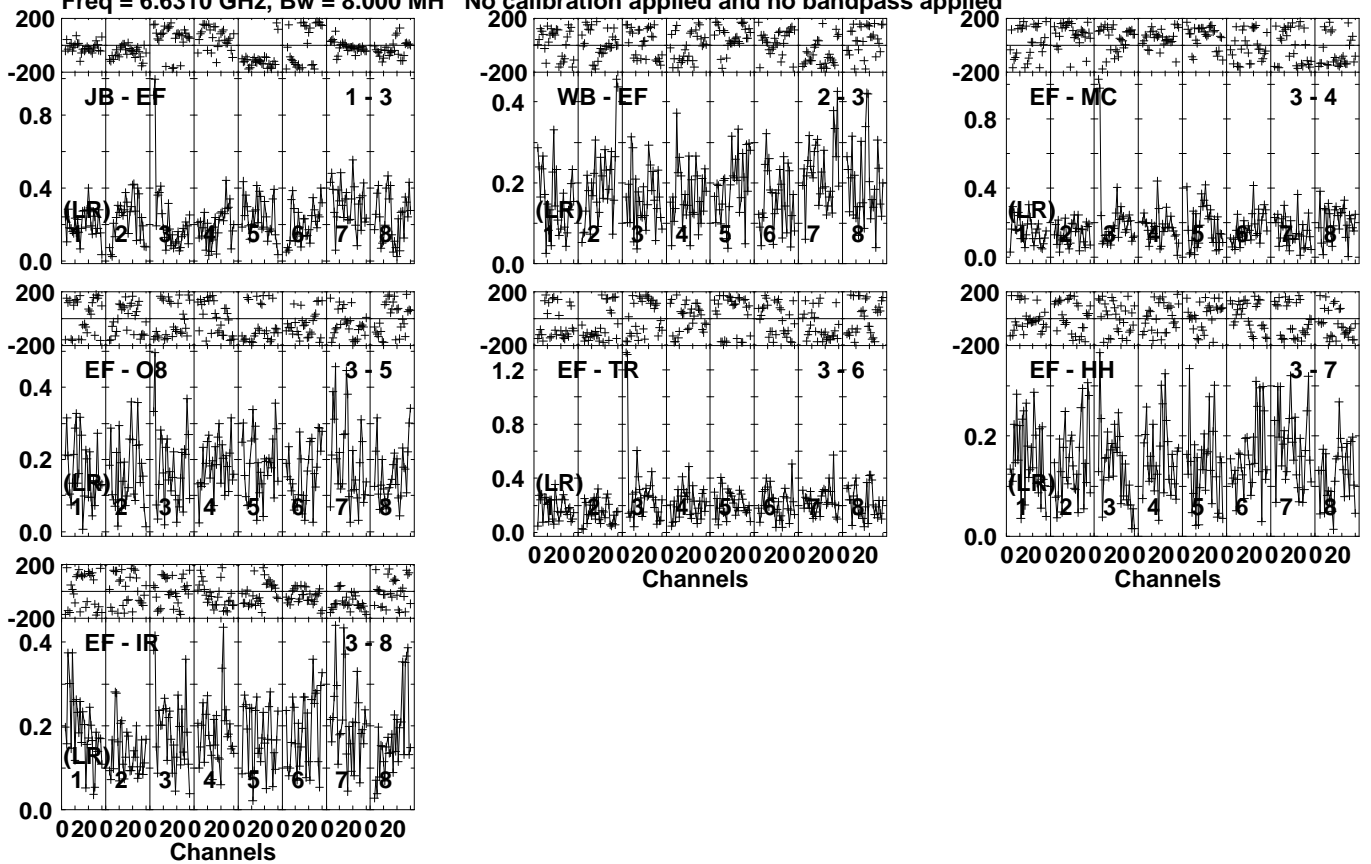 Freq = 6.6310 GHz, Bw = 8.000 MH No calibration applied and no bandpass applied
200
-200
JB - EF 1 - 3
0.8
0.4
0.0
(LR)
1 2 3 4 5 6 7 8
200
-200
WB - EF 2 - 3
0.4
0.2
0.0
(LR)
1 2 3 4 5 6 7 8
200
-200
EF - MC 3 - 4
0.8
0.4
0.0
(LR)
1 2 3 4 5 6 7 8
200
-200
EF - O8 3 - 5
0.4
0.2
0.0
(LR)
1 2 3 4 5 6 7 8
200
-200
EF - TR 3 - 6
1.2
0.8
0.4
0.0
(LR)
1 2 3 4 5 6 7 8
0 20 0 20 0 20 0 20 0 20 0 20 0 20 0 20
Channels
200
-200
EF - HH 3 - 7
0.2
0.0
(LR)
1 2 3 4 5 6 7 8
0 20 0 20 0 20 0 20 0 20 0 20 0 20 0 20
Channels
200
-200
EF - IR 3 - 8
0.4
0.2
0.0
(LR)
1 2 3 4 5 6 7 8
0 20 0 20 0 20 0 20 0 20 0 20 0 20 0 20
Channels